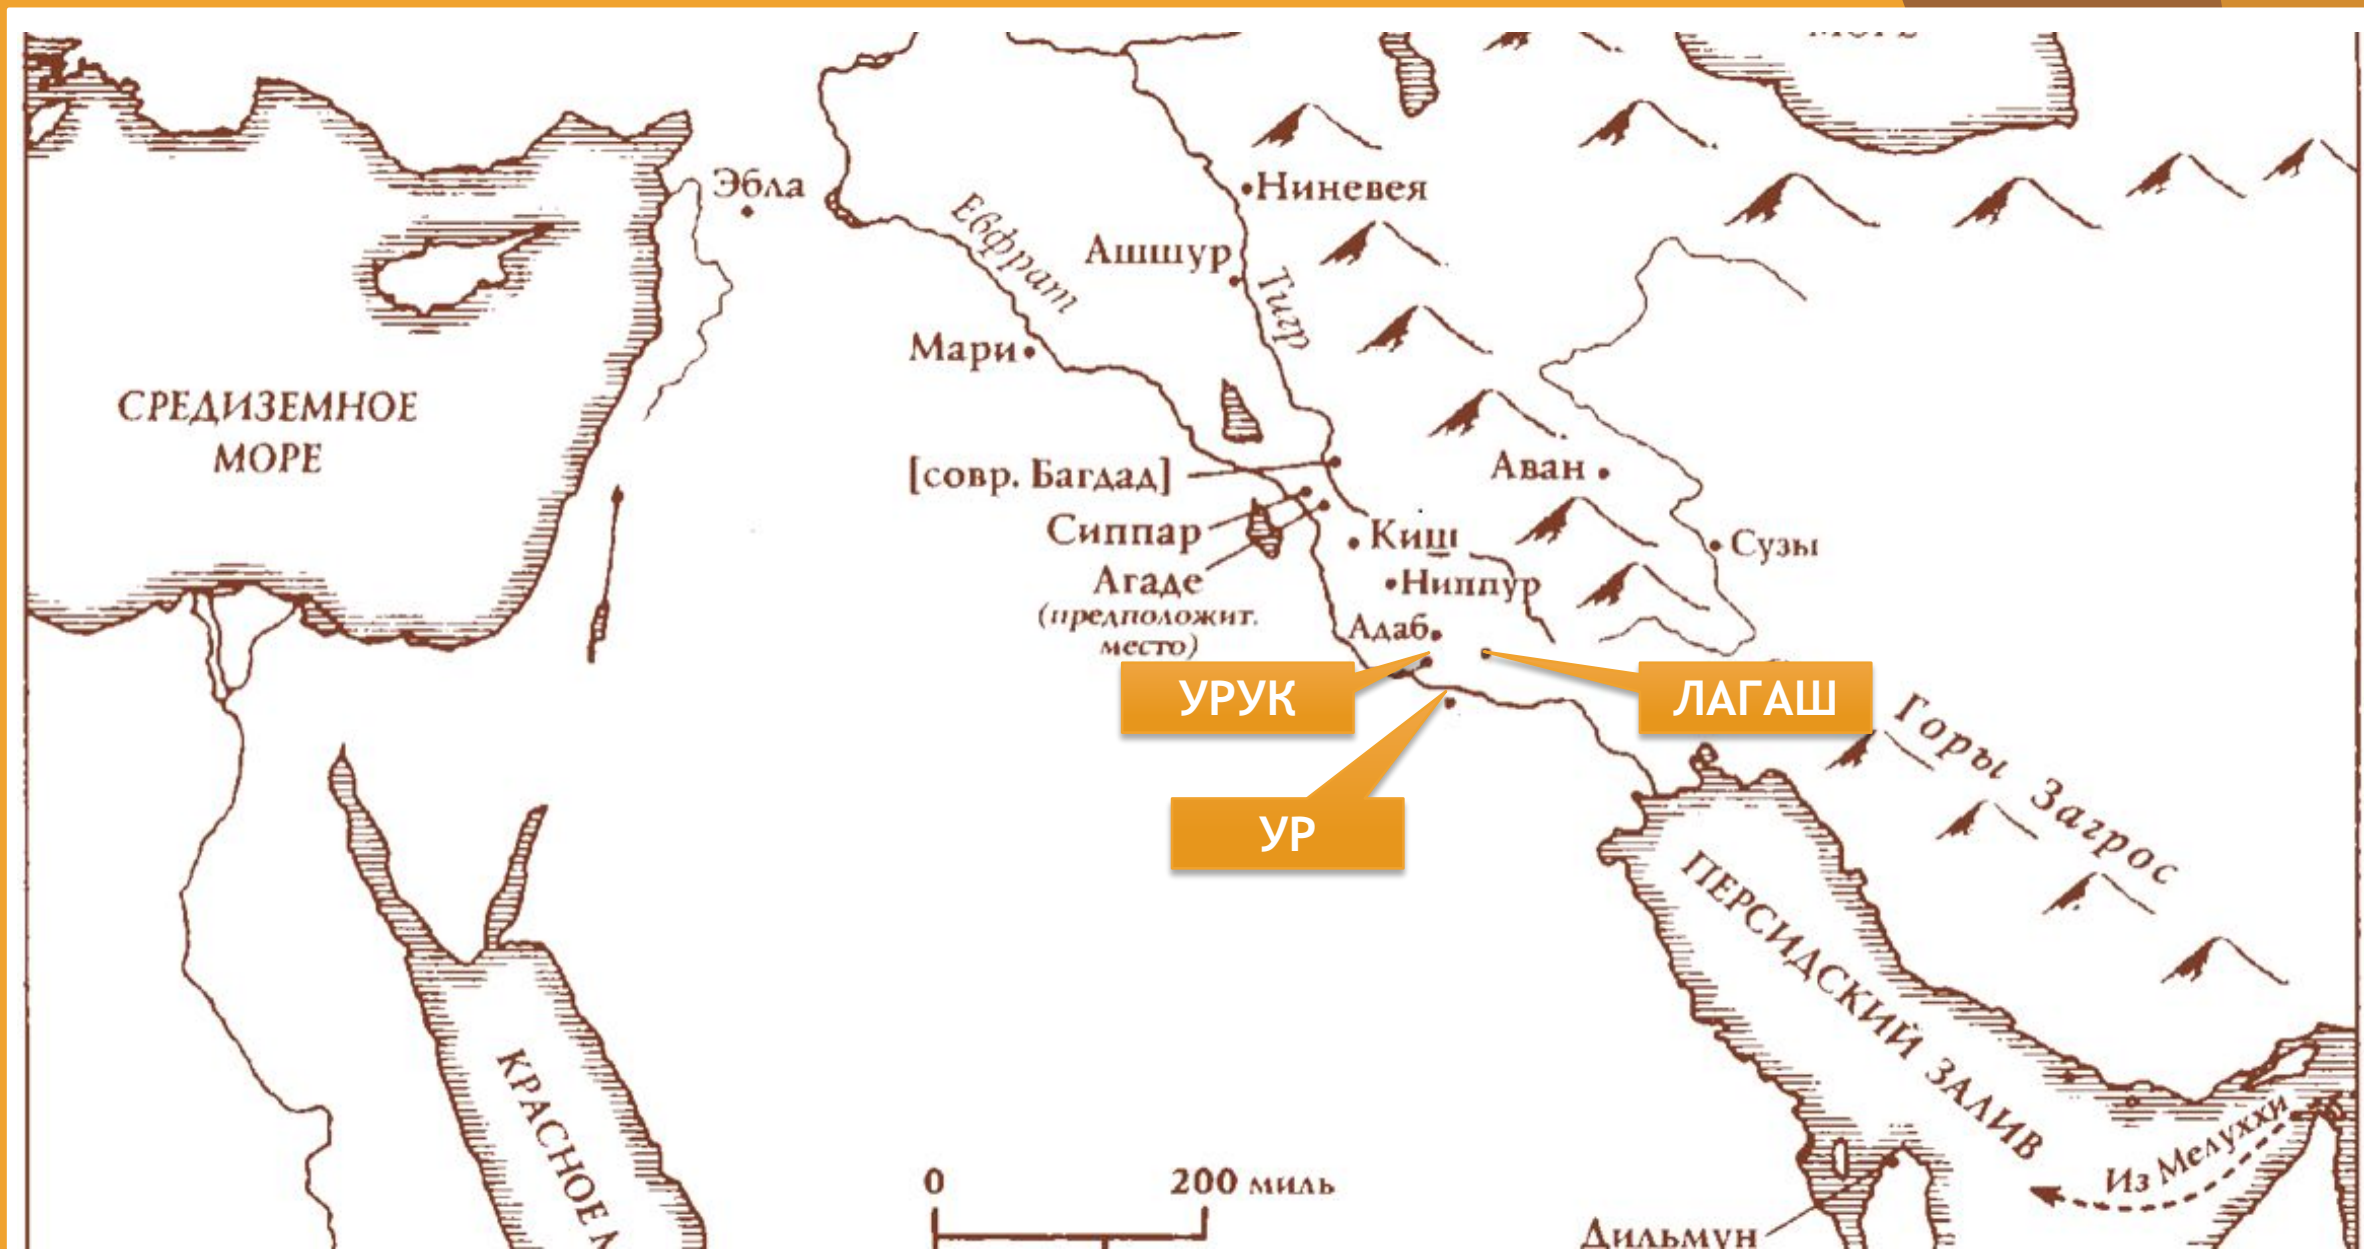 Эбла
Евфрат
Ниневея
Ашшур
Тигр
Мари
СРЕДИЗЕМНОЕ
МОРЕ
[совр. Багдад]
Аван
Сиппар
Киш
Сузы
Агаде
(предположит.
место)
Ниппур
Адаб
УРУК
ЛАГАШ
УР
Горы Загрос
ПЕРСИДСКИЙ ЗАЛИВ
КРАСНОЕ
Из Мелуххи
0 200 миль
Дильмун